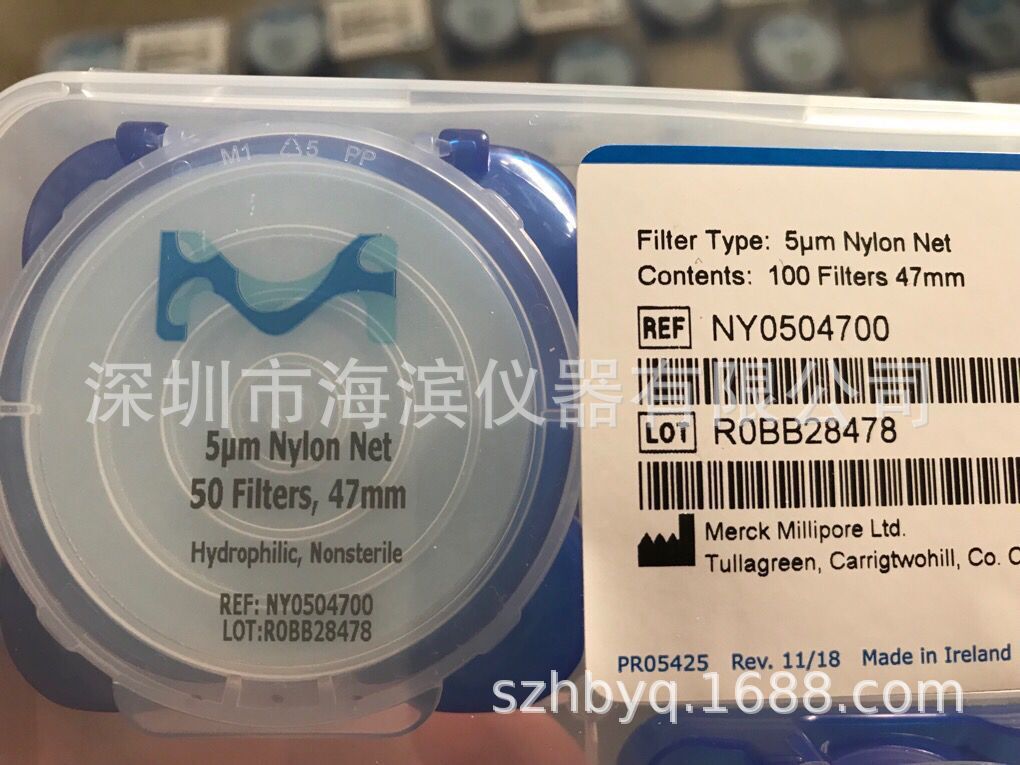 M1 5 PP
5µm Nylon Net
50 Filters, 47mm
Hydrophilic, Nonsterile
REF: NY0504700
LOT:R0BB28478
Filter Type: 5µm Nylon Net
Contents: 100 Filters 47mm
REF NY0504700
LOT R0BB28478
Merck Millipore Ltd.
Tullagreen, Carrigtwohill, Co. C
PR05425 Rev. 11/18 Made in Ireland
深圳市海滨仪器有限公司
szhbyq.1688.com